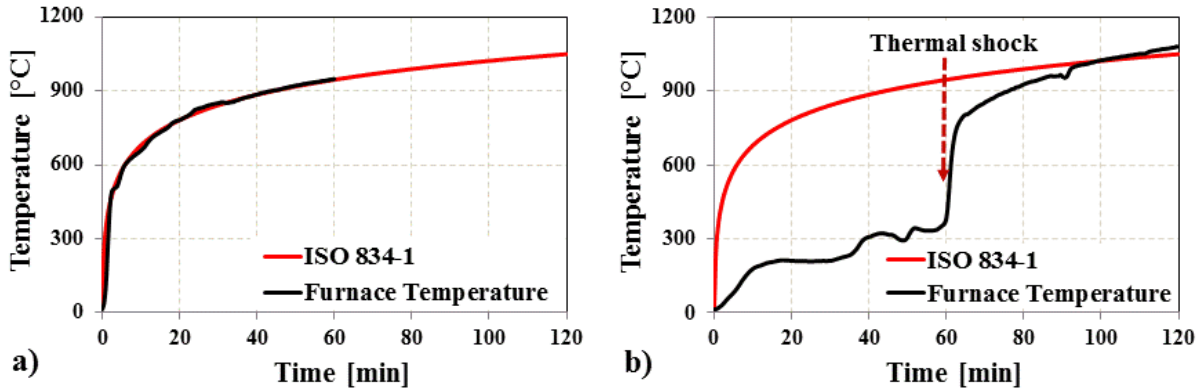 1200
900
600
300
0
Temperature [°C]
ISO 834-1
Furnace Temperature
0 20 40 60 80 100 120
Time [min]
a)
1200
900
600
300
0
Temperature [°C]
Thermal shock
ISO 834-1
Furnace Temperature
0 20 40 60 80 100 120
Time [min]
b)